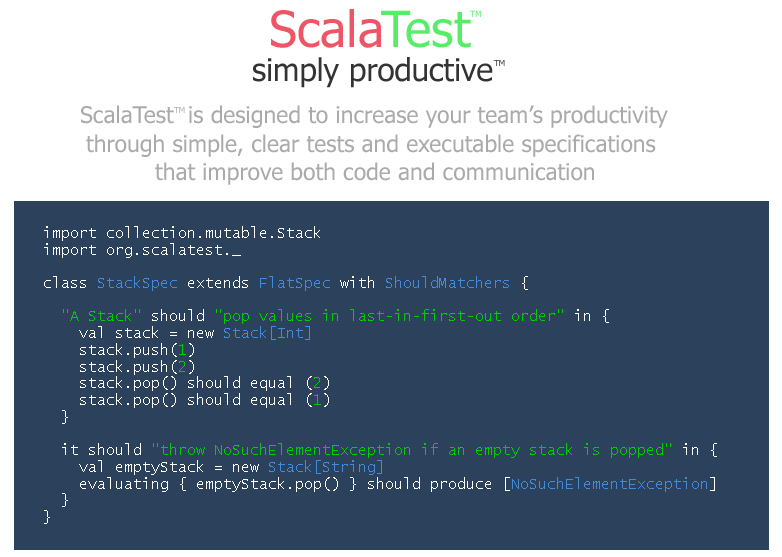 ScalaTest™
simply productive™
ScalaTest™ is designed to increase your team's productivity
through simple, clear tests and executable specifications
that improve both code and communication
import collection.mutable.Stack
import org.scalatest._
class StackSpec extends FlatSpec with ShouldMatchers {
  "A Stack" should "pop values in last-in-first-out order" in {
    val stack = new Stack[Int]
    stack.push(1)
    stack.push(2)
    stack.pop() should equal (2)
    stack.pop() should equal (1)
  }
  it should "throw NoSuchElementException if an empty stack is popped" in {
    val emptyStack = new Stack[String]
    evaluating { emptyStack.pop() } should produce [NoSuchElementException]
  }
}